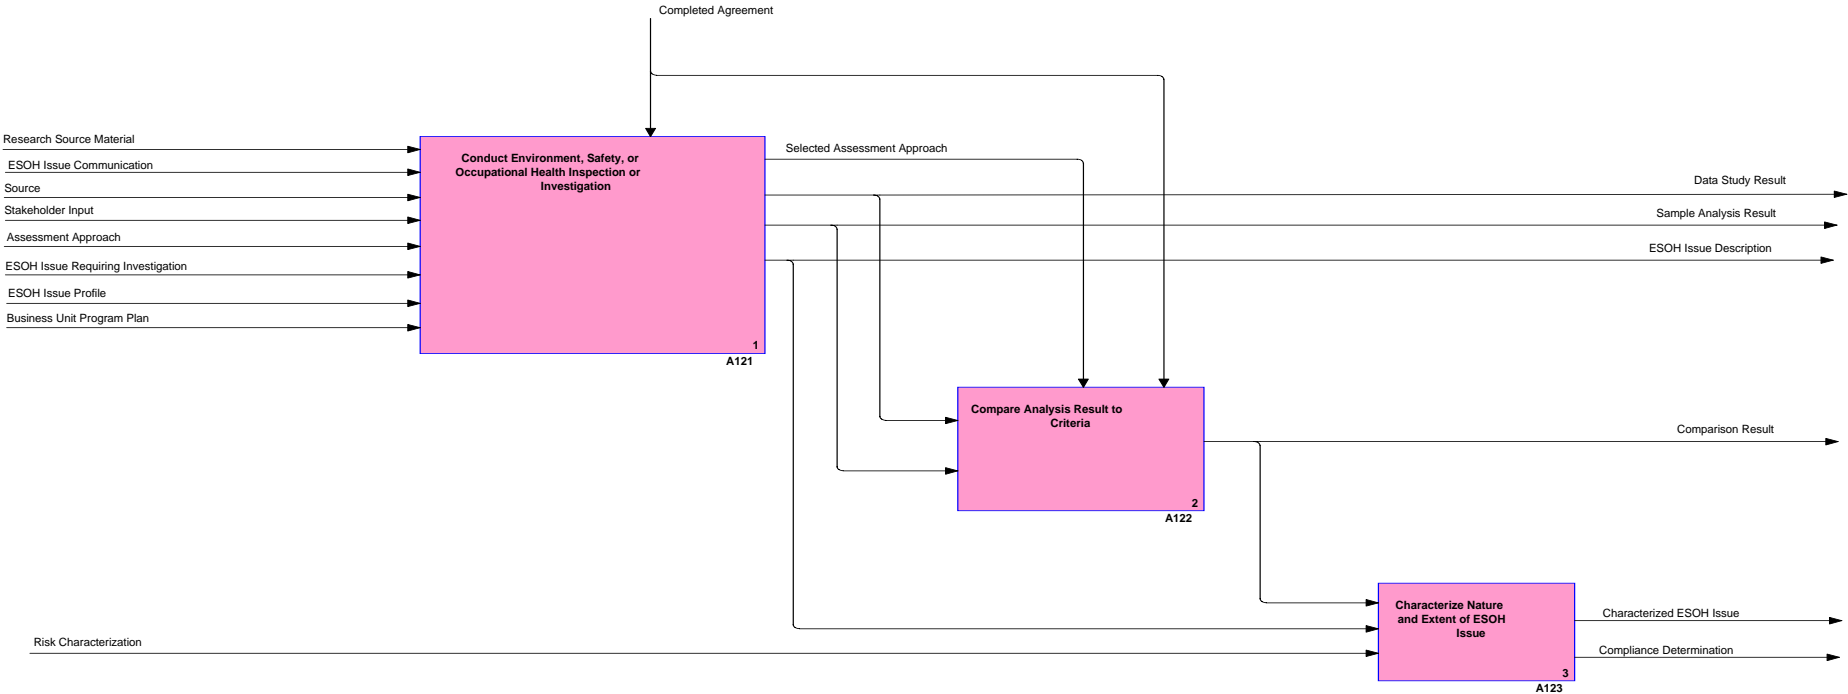 Completed Agreement
Research Source Material
ESOH Issue Communication
Source
Stakeholder Input
Assessment Approach
ESOH Issue Requiring Investigation
ESOH Issue Profile
Business Unit Program Plan
Conduct Environment, Safety, or
Occupational Health Inspection or
Investigation
1
A121
Selected Assessment Approach
Data Study Result
Sample Analysis Result
ESOH Issue Description
Compare Analysis Result to
Criteria
2
A122
Comparison Result
Characterize Nature
and Extent of ESOH
Issue
3
A123
Characterized ESOH Issue
Compliance Determination
Risk Characterization